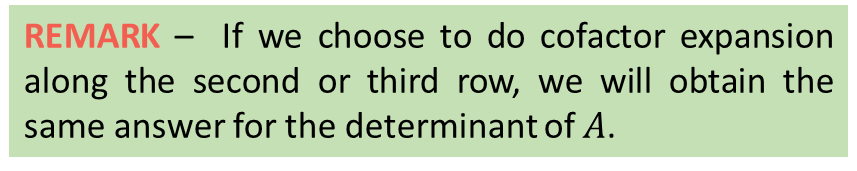 REMARK – If we choose to do cofactor expansion
along the second or third row, we will obtain the
same answer for the determinant of A.